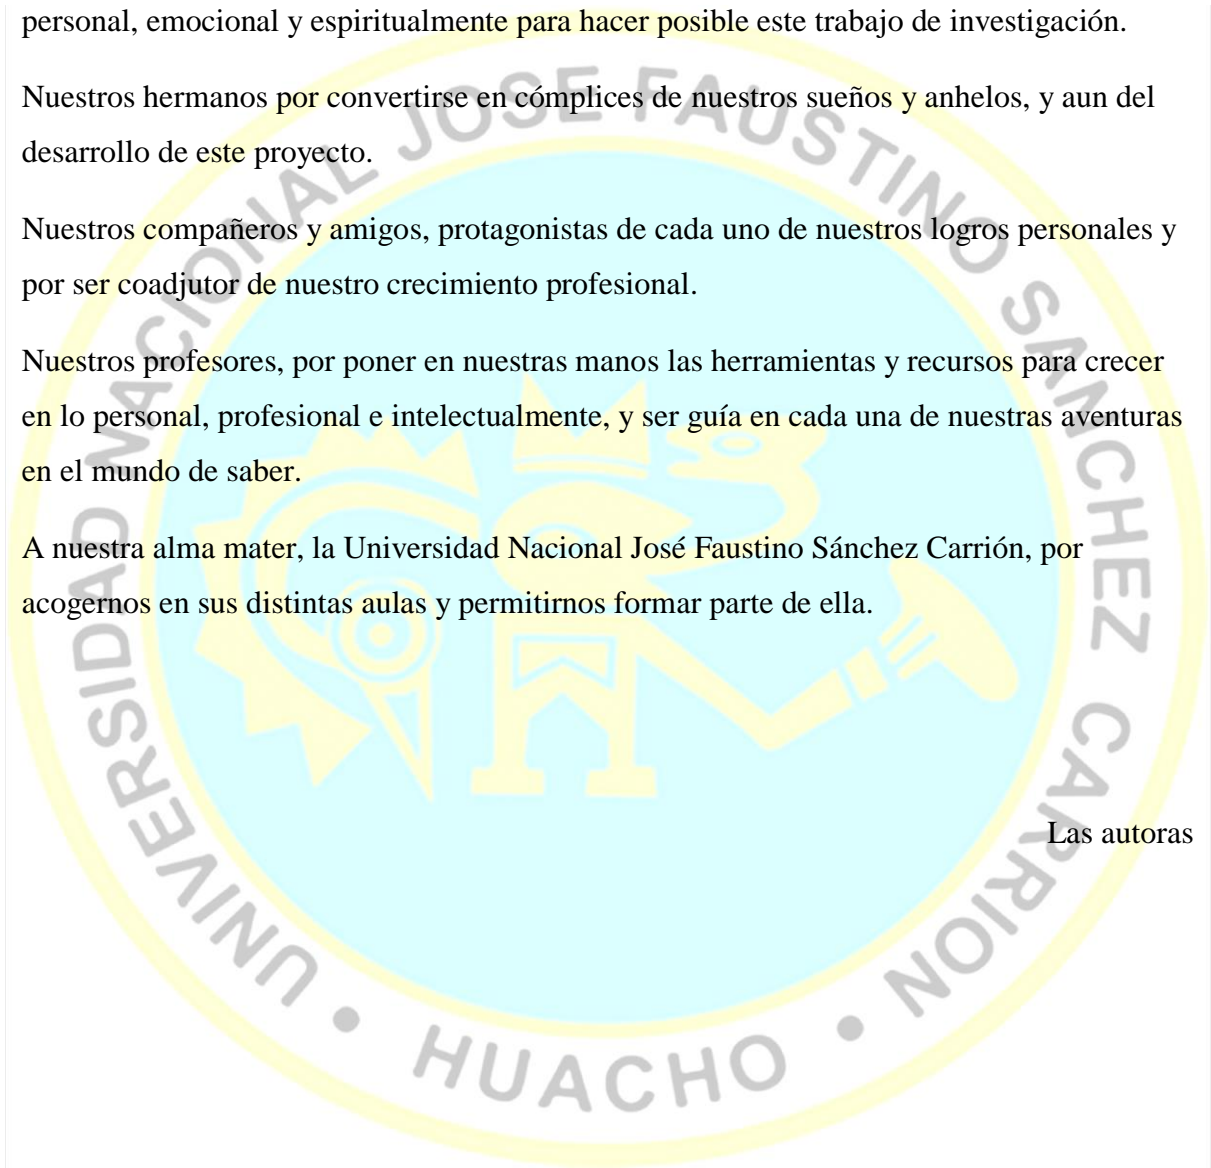 personal, emocional y espiritualmente para hacer posible este trabajo de investigación.
Nuestros hermanos por convertirse en cómplices de nuestros sueños y anhelos, y aun del
desarrollo de este proyecto.
Nuestros compañeros y amigos, protagonistas de cada uno de nuestros logros personales y
por ser coadjutor de nuestro crecimiento profesional.
Nuestros profesores, por poner en nuestras manos las herramientas y recursos para crecer
en lo personal, profesional e intelectualmente, y ser guía en cada una de nuestras aventuras
en el mundo de saber.
A nuestra alma mater, la Universidad Nacional José Faustino Sánchez Carrión, por
acogernos en sus distintas aulas y permitirnos formar parte de ella.
Las autoras
UNIVERSIDAD NACIONAL JOSE FAUSTINO SANCHEZ CARRION • HUACHO •